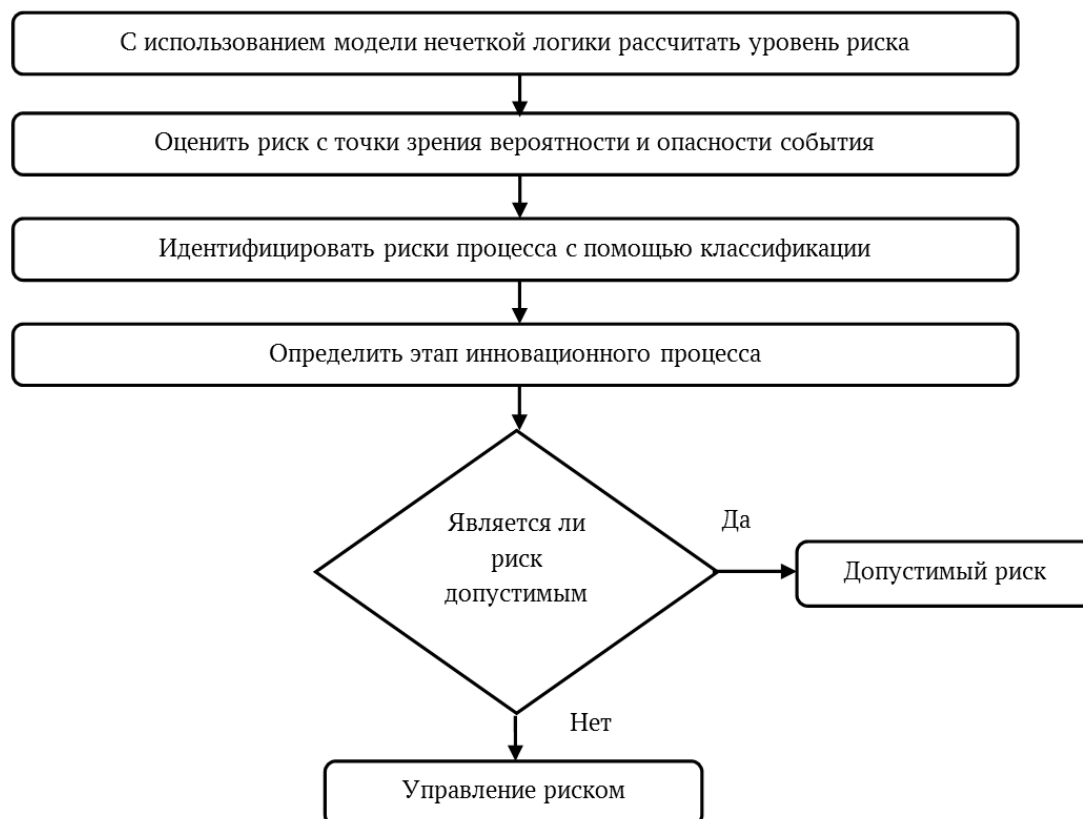 С использованием модели нечеткой логики рассчитать уровень риска
Оценить риск с точки зрения вероятности и опасности события
Идентифицировать риски процесса с помощью классификации
Определить этап инновационного процесса
Является ли
риск
допустимым
Да
Допустимый риск
Нет
Управление риском